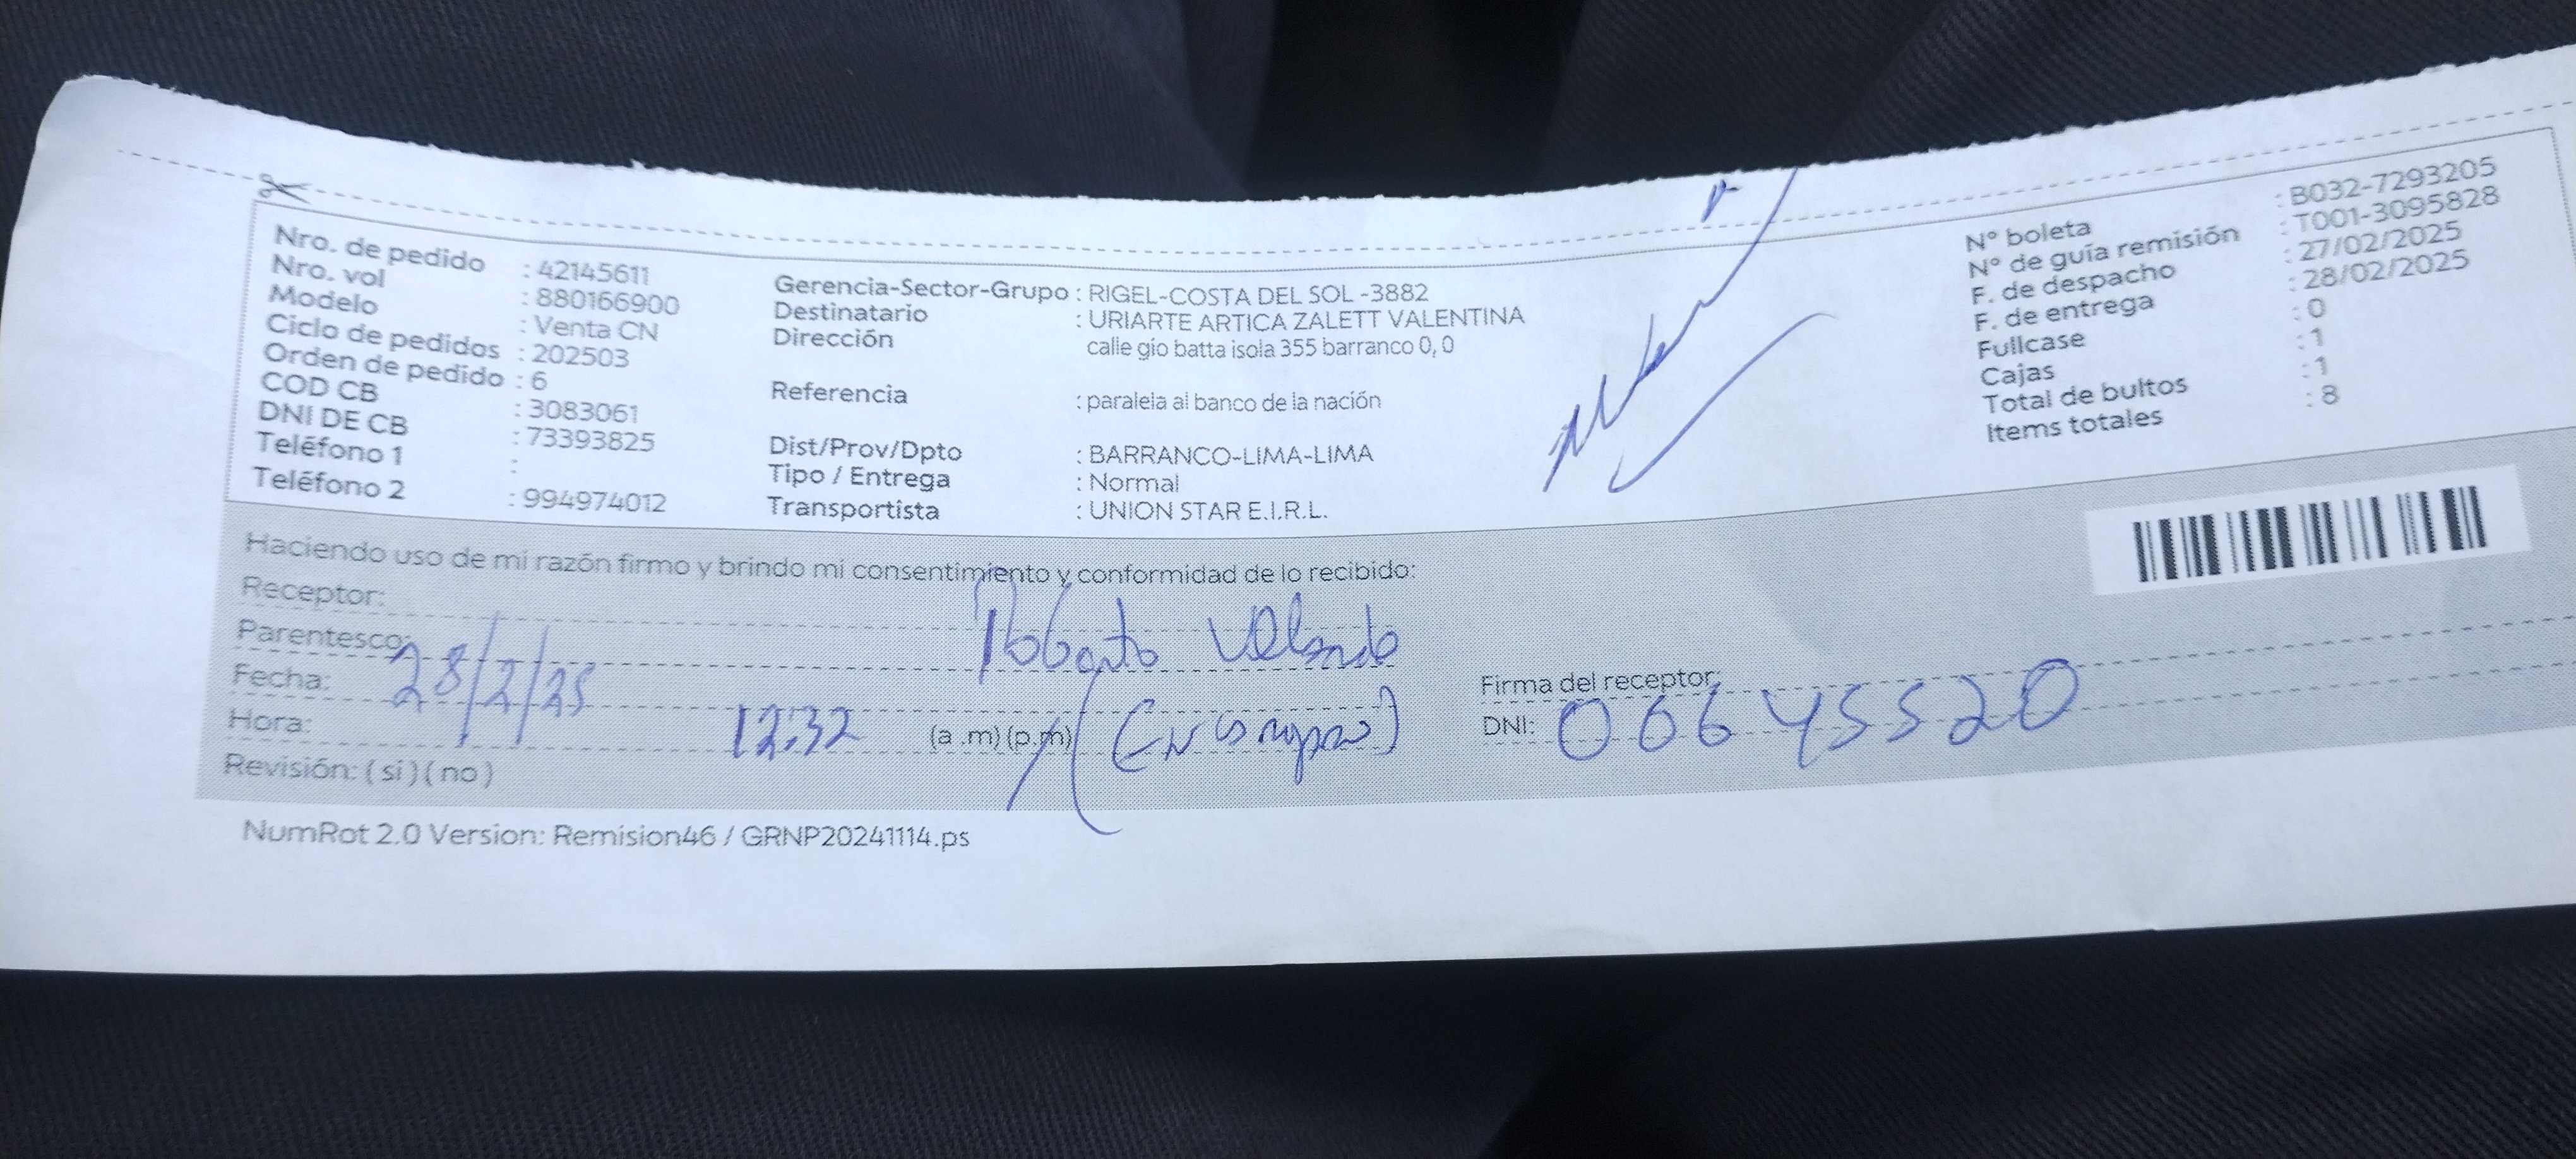 Nro. de pedido : 42145611
Nro. vol : 880166900
Modelo : Venta CN
Ciclo de pedidos : 202503
Orden de pedido : 6
COD CB : 3083061
DNI DE CB : 73393825
Teléfono 1 :
Teléfono 2 : 994974012
Gerencia-Sector-Grupo : RIGEL-COSTA DEL SOL -3882
Destinatario : URIARTE ARTICA ZALETT VALENTINA
Dirección calle gio batta isola 355 barranco 0, 0
Referencia : paralela al banco de la nación
Dist/Prov/Dpto : BARRANCO-LIMA-LIMA
Tipo / Entrega : Normal
Transportista : UNION STAR E.I.R.L.
N° boleta : B032-7293205
N° de guía remisión : T001-3095828
F. de despacho : 27/02/2025
F. de entrega : 28/02/2025
Fullcase : 0
Cajas : 1
Total de bultos : 1
Items totales : 8
Haciendo uso de mi razón firmo y brindo mi consentimiento y conformidad de lo recibido:
Receptor:
Roberto
Parentesco:
Fecha: 28/2/25
Hora: 12:32 (a .m) (p.m)
Revisión: ( si ) ( no )
Firma del receptor:
DNI: 06645520
NumRot 2.0 Version: Remision46 / GRNP20241114.ps